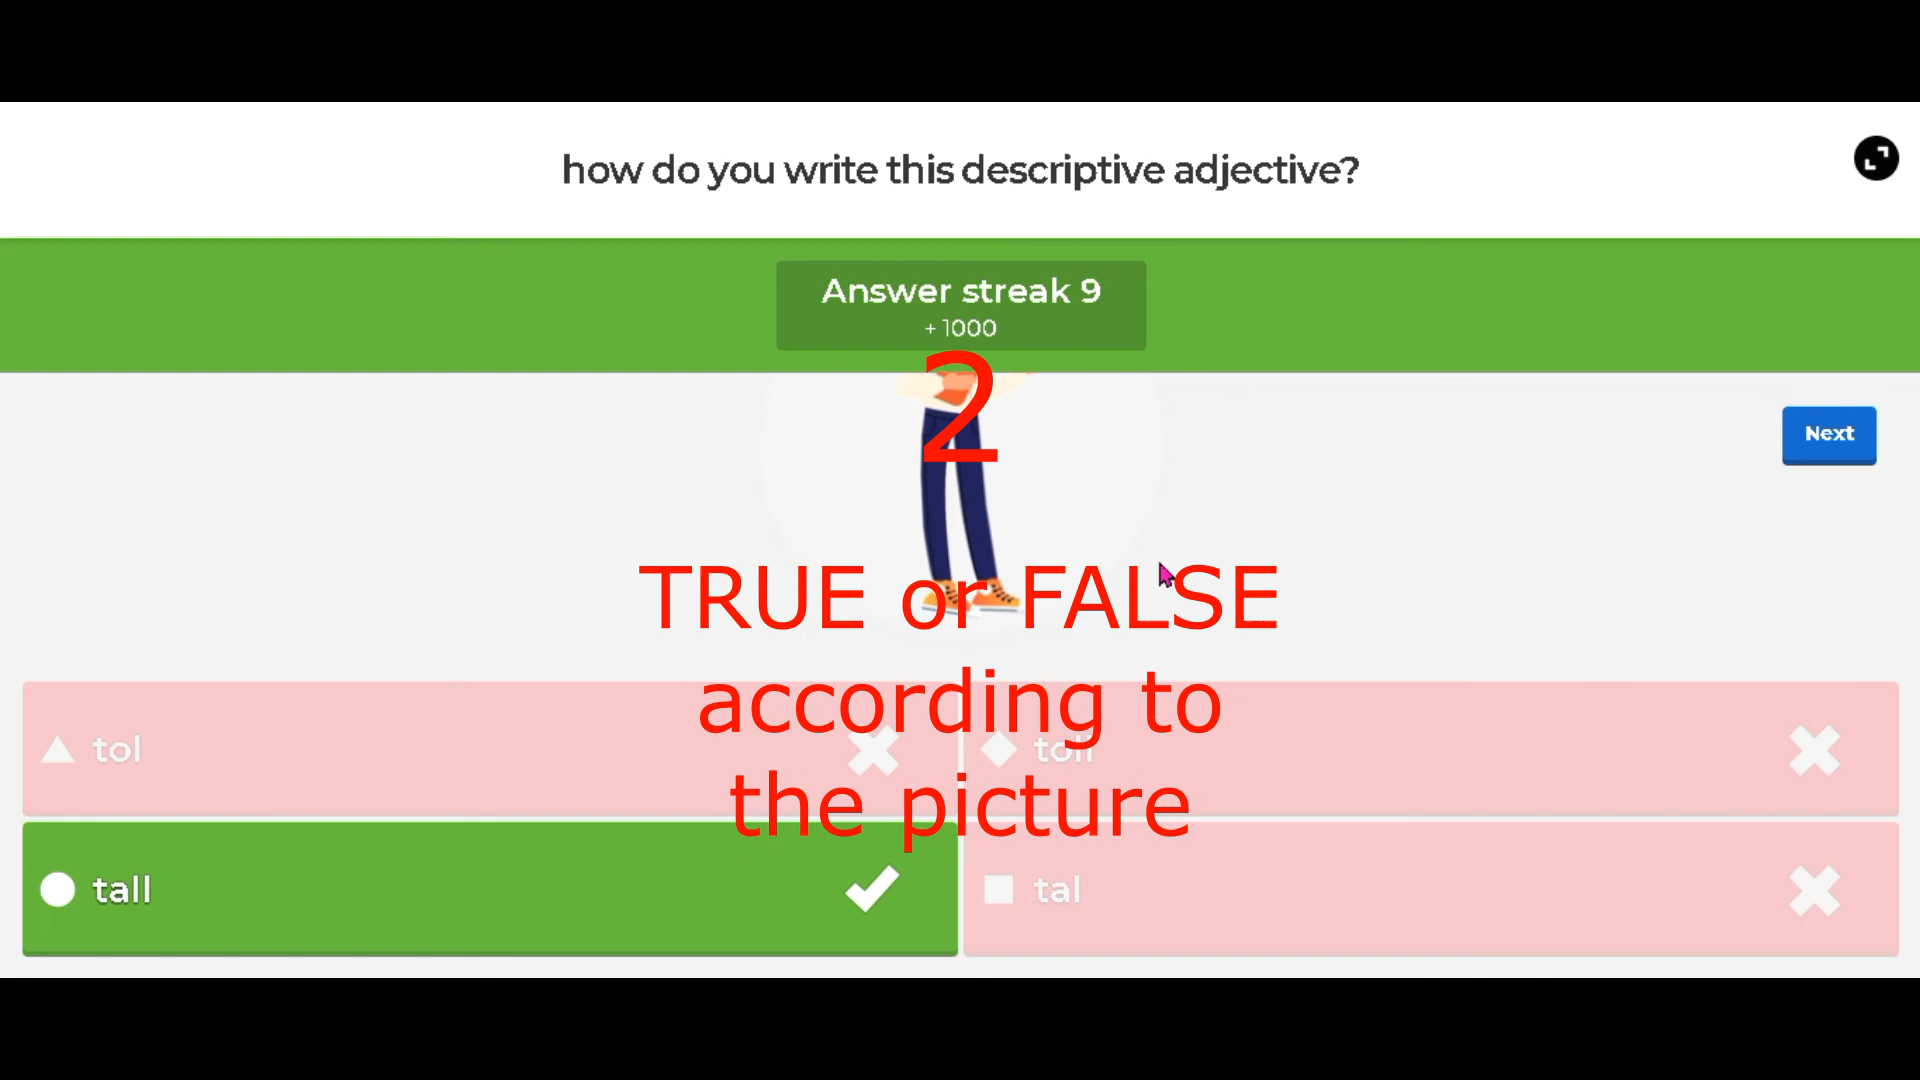 how do you write this descriptive adjective?
Answer streak 9
+ 1000
2
Next
TRUE or FALSE
according to
the picture
tol
toll
tall
tal